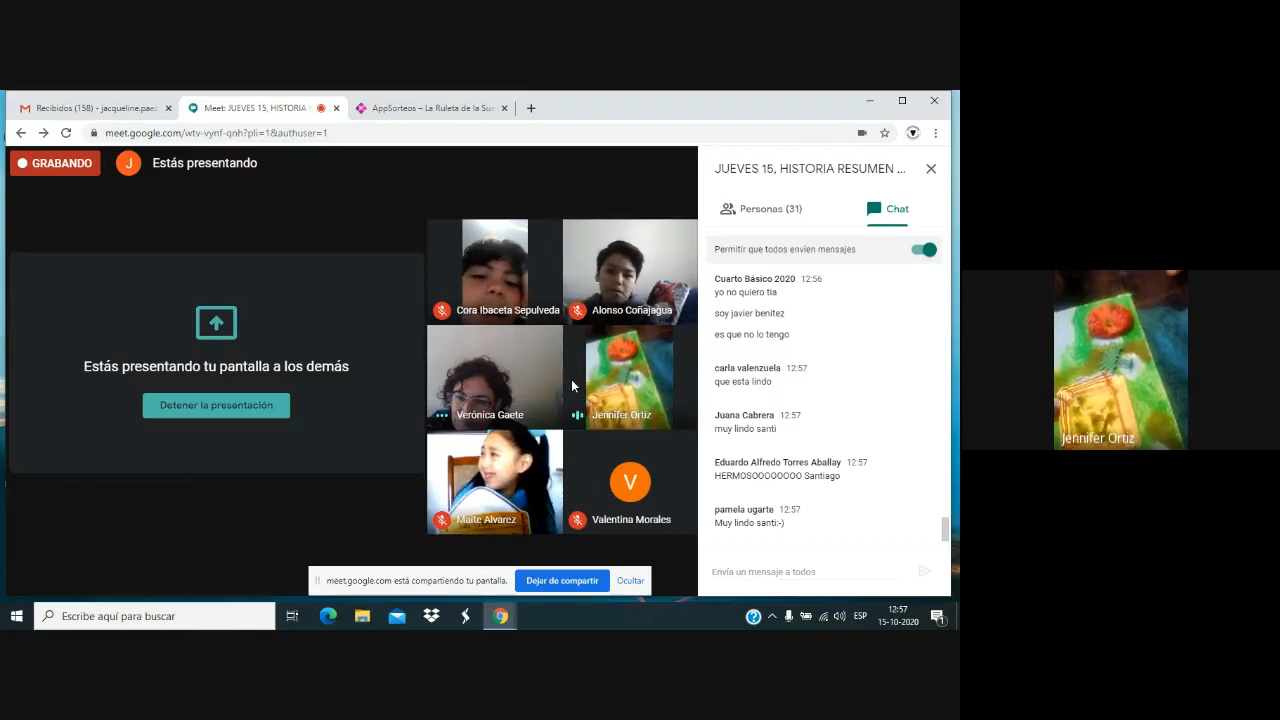 Recibidos (158) - jacqueline.paez
Meet: JUEVES 15, HISTORIA
AppSorteos – La Ruleta de la Sue
meet.google.com/wtv-vynf-qnh?pli=1&authuser=1
GRABANDO
J
Estás presentando
Estás presentando tu pantalla a los demás
Detener la presentación
Cora Ibaceta Sepulveda
Alonso Coñajagua
Verónica Gaete
Jennifer Ortiz
Maite Alvarez
V
Valentina Morales
JUEVES 15, HISTORIA RESUMEN ...
Personas (31)
Chat
Permitir que todos envíen mensajes
Cuarto Básico 2020 12:56
yo no quiero tia
soy javier benitez
es que no lo tengo
carla valenzuela 12:57
que esta lindo
Juana Cabrera 12:57
muy lindo santi
Eduardo Alfredo Torres Aballay 12:57
HERMOSOOOOOOO Santiago
pamela ugarte 12:57
Muy lindo santi:-)
Envía un mensaje a todos
meet.google.com está compartiendo tu pantalla.
Dejar de compartir
Ocultar
Escribe aquí para buscar
ESP
12:57
15-10-2020
1
Jennifer Ortiz